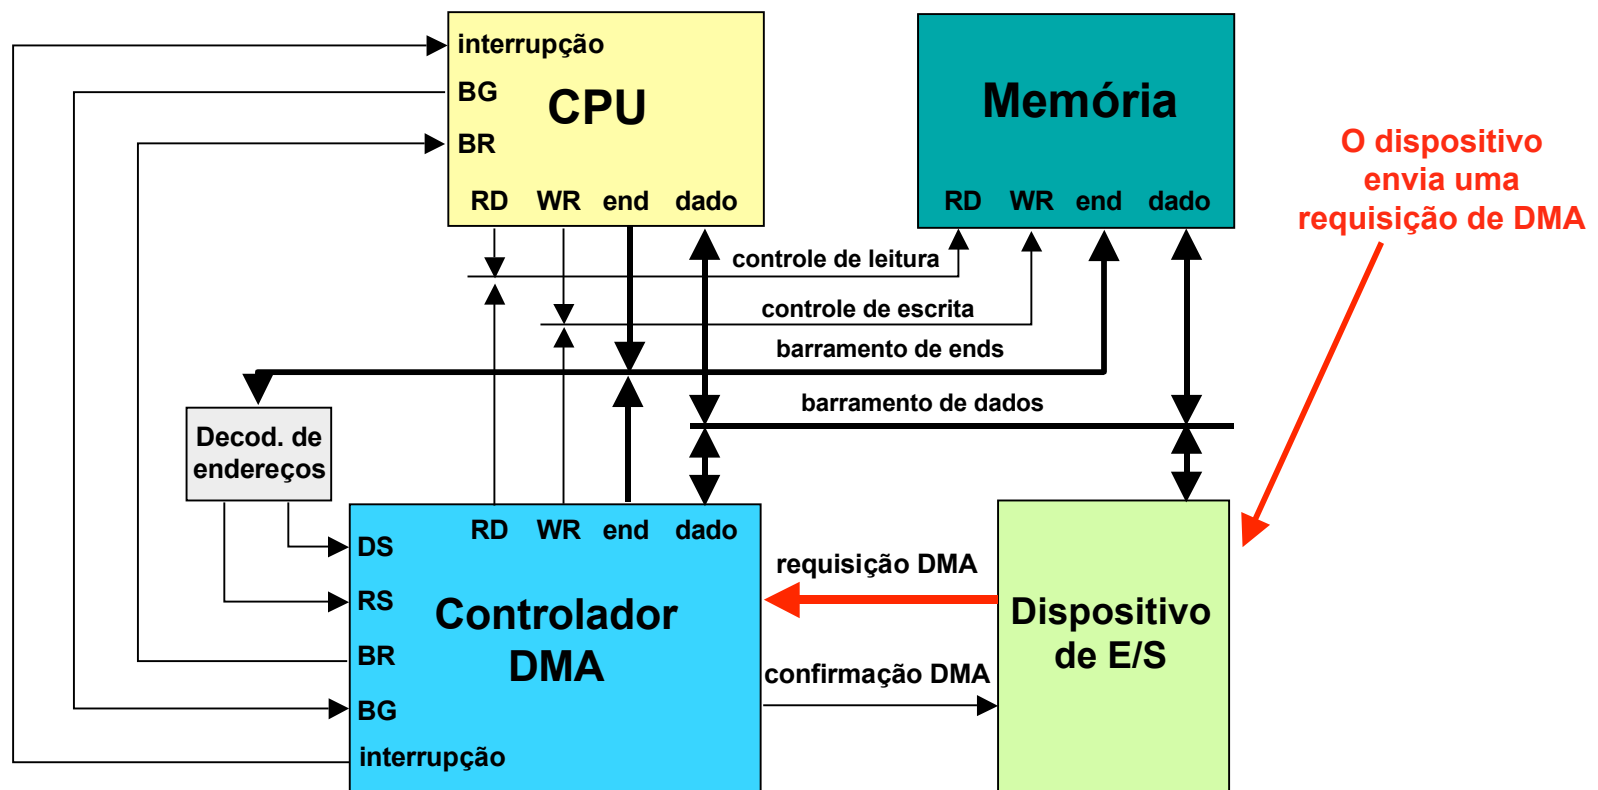 interrupção
BG
CPU
BR
RD WR end dado
Memória
RD WR end dado
O dispositivo
envia uma
requisição de DMA
controle de leitura
controle de escrita
barramento de ends
barramento de dados
Decod. de
endereços
RD WR end dado
DS
RS
Controlador
DMA
BR
BG
interrupção
requisição DMA
confirmação DMA
Dispositivo
de E/S